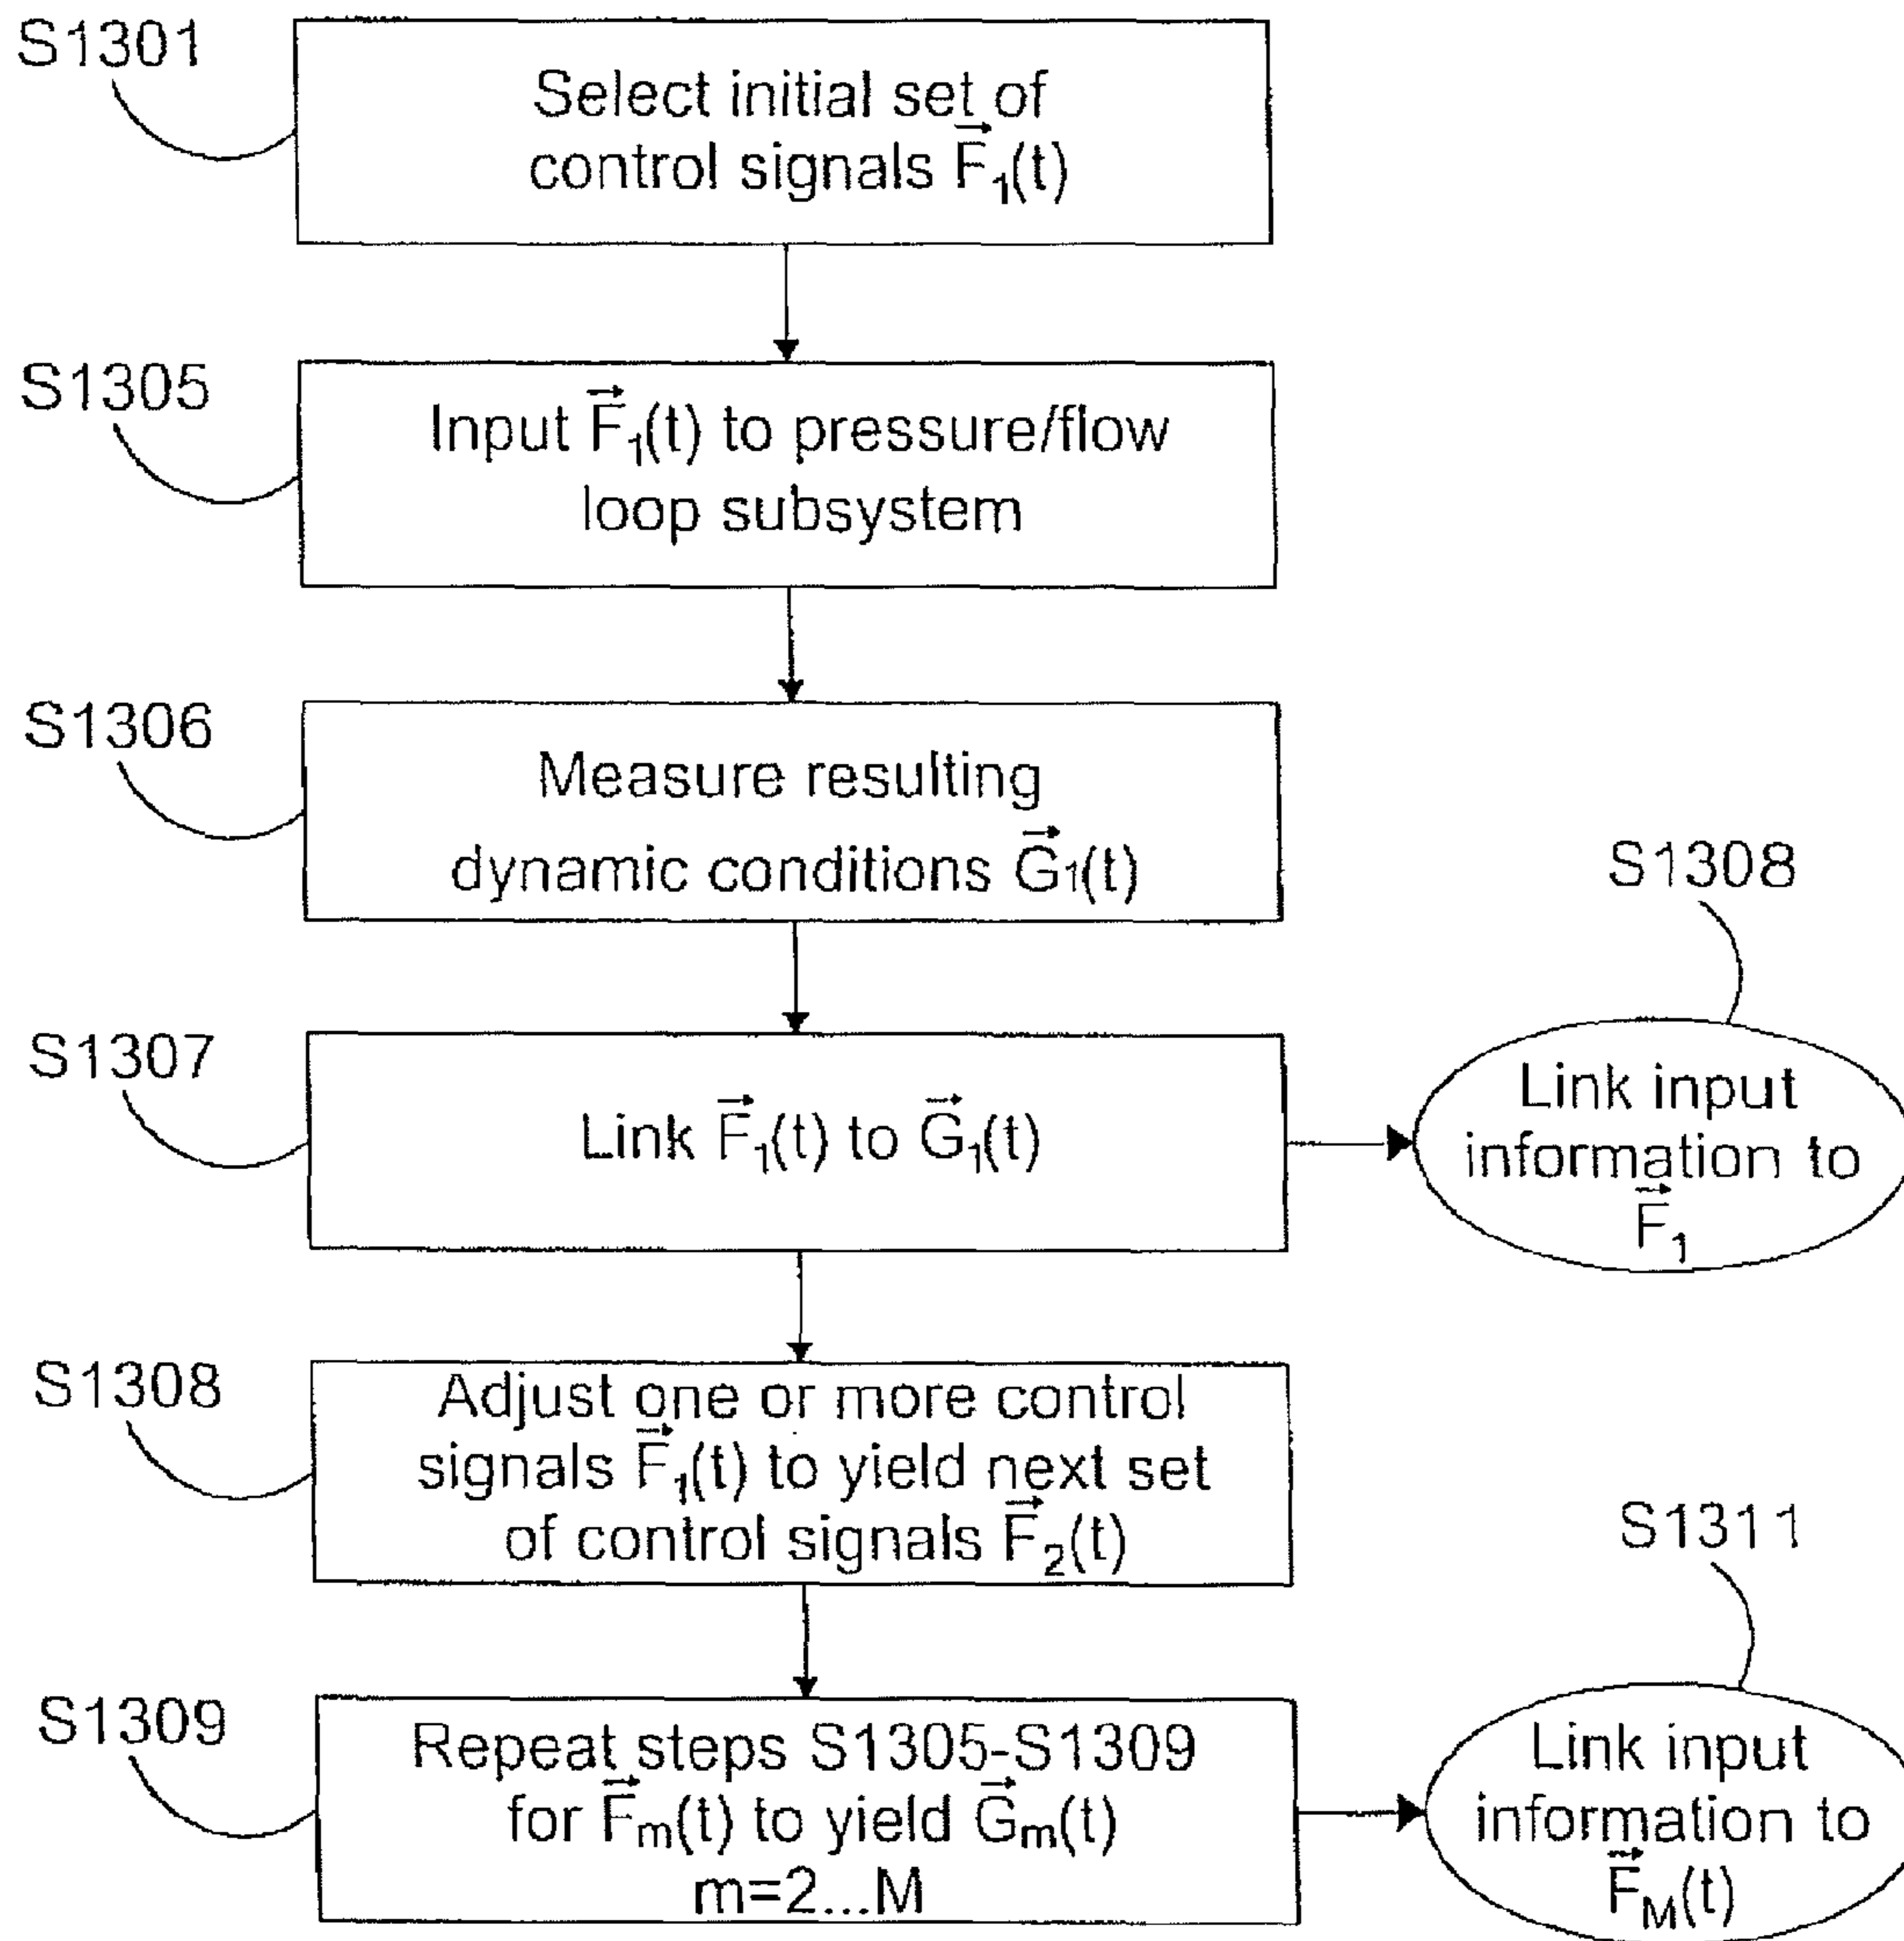 S1301
Select initial set of
control signals F⃗₁(t)
S1305
Input F⃗₁(t) to pressure/flow
loop subsystem
S1306
Measure resulting
dynamic conditions G⃗₁(t)
S1307
Link F⃗₁(t) to G⃗₁(t)
S1308
Link input
information to
F⃗₁
S1308
Adjust one or more control
signals F⃗₁(t) to yield next set
of control signals F⃗₂(t)
S1309
Repeat steps S1305-S1309
for F⃗ₘ(t) to yield G⃗ₘ(t)
m=2...M
S1311
Link input
information to
F⃗_M(t)